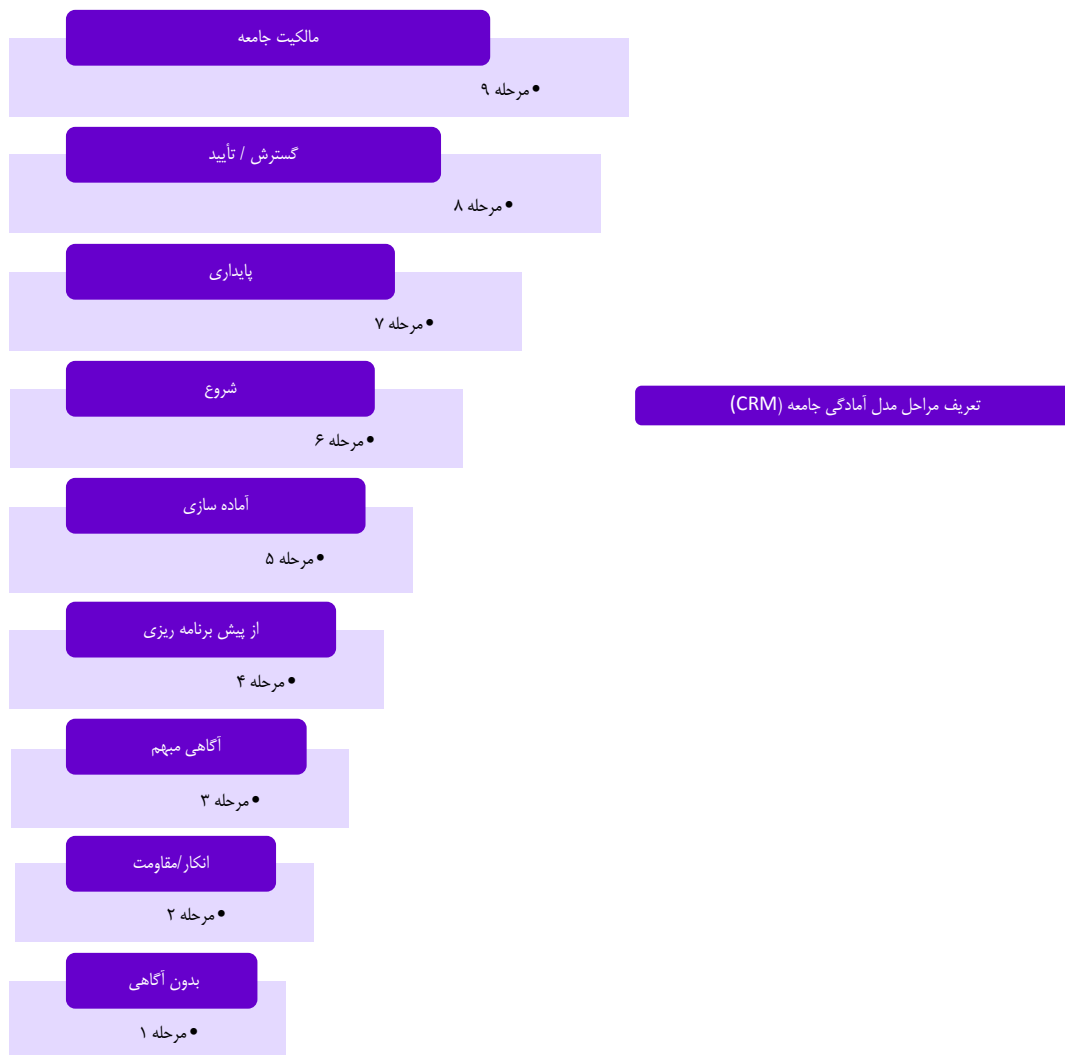 مالکیت جامعه
• مرحله ۹
گسترش / تأیید
• مرحله ۸
پایداری
• مرحله ۷
شروع
• مرحله ۶
تعریف مراحل مدل آمادگی جامعه (CRM)
آماده سازی
• مرحله ۵
از پیش برنامه ریزی
• مرحله ۴
آگاهی مبهم
• مرحله ۳
انکار/مقاومت
• مرحله ۲
بدون آگاهی
• مرحله ۱